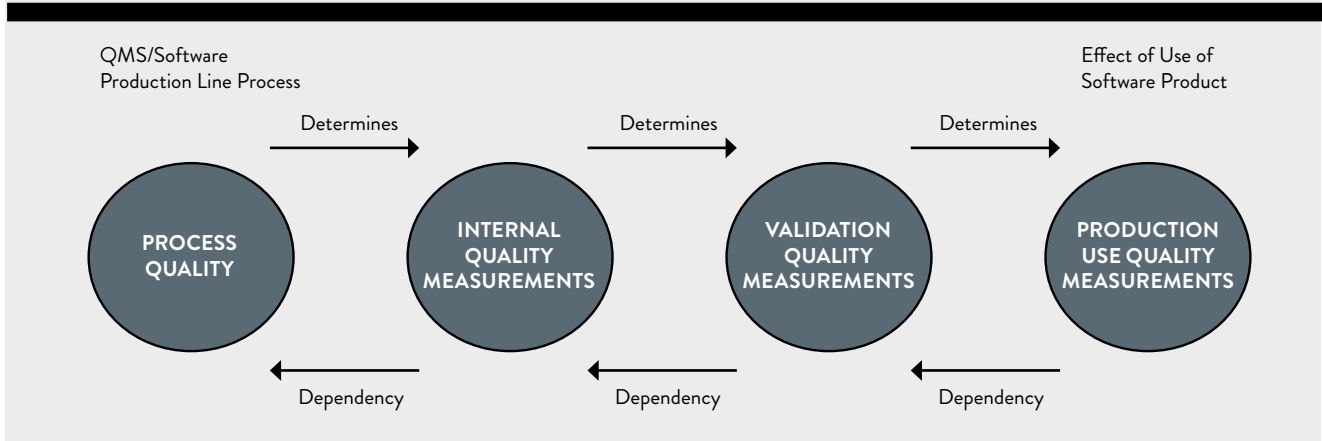 QMS/Software
Production Line Process
Effect of Use of
Software Product
Determines
Determines
Determines
PROCESS
QUALITY
INTERNAL
QUALITY
MEASUREMENTS
VALIDATION
QUALITY
MEASUREMENTS
PRODUCTION
USE QUALITY
MEASUREMENTS
Dependency
Dependency
Dependency